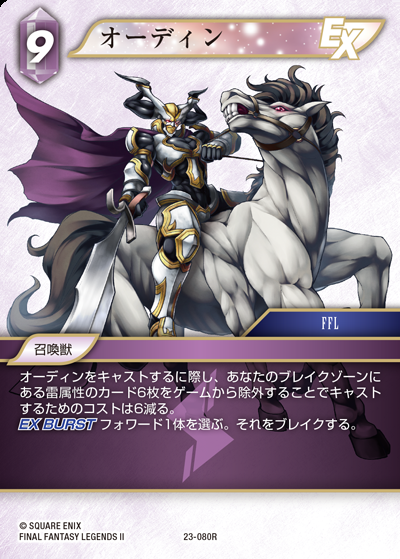 9
オーディン
EX
FFL
召喚獣
オーディンをキャストするに際し、あなたのブレイクゾーンに
ある雷属性のカード6枚をゲームから除外することでキャスト
するためのコストは6減る。
EX BURST フォワード1体を選ぶ。それをブレイクする。
© SQUARE ENIX
FINAL FANTASY LEGENDS II
23-080R